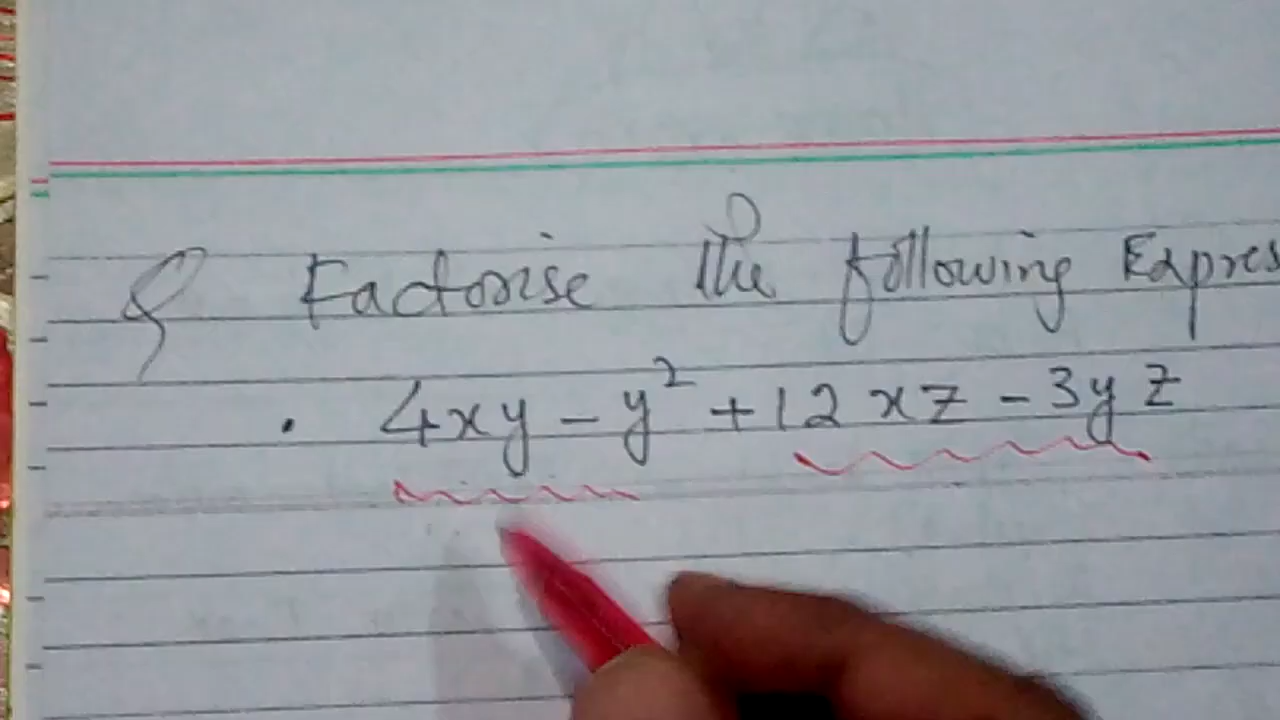 Q Factorise the following Expres
. 4xy - y² + 12xz - 3yz